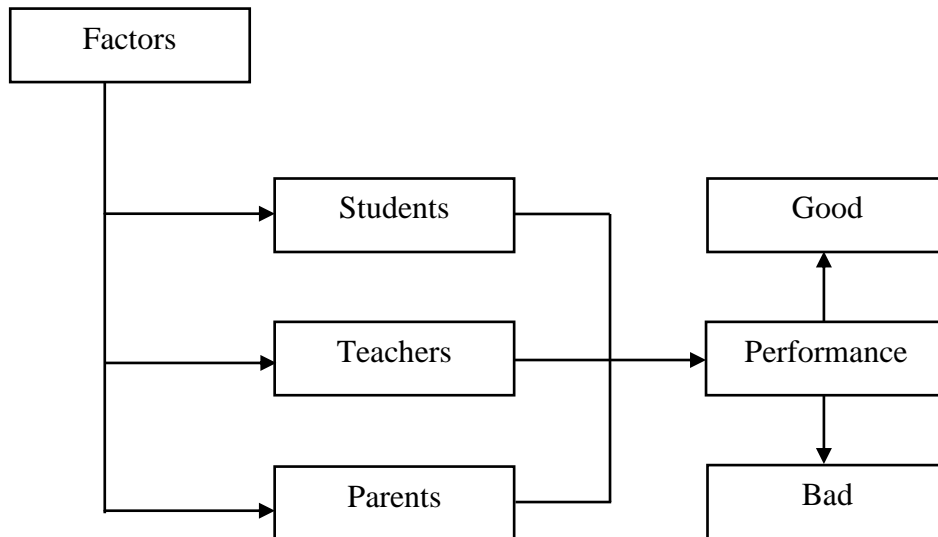 Factors
Students
Good
Teachers
Performance
Parents
Bad